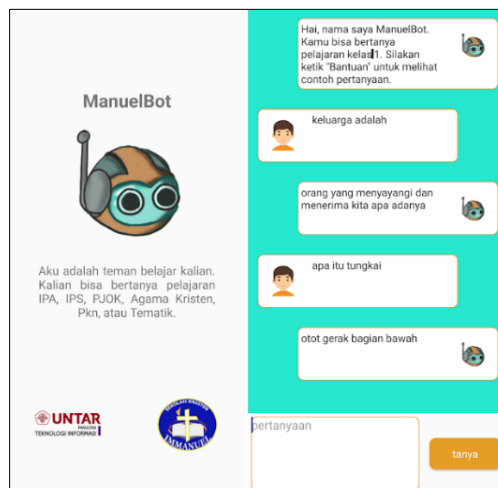 ManuelBot
Aku adalah teman belajar kalian.
Kalian bisa bertanya pelajaran
IPA, IPS, PJOK, Agama Kristen,
Pkn, atau Tematik.
UNTAR
FAKULTAS
TEKNOLOGI INFORMASI
SEKOLAH KRISTEN
IMMANUEL
Hai, nama saya ManuelBot.
Kamu bisa bertanya
pelajaran kelas 1. Silakan
ketik "Bantuan" untuk melihat
contoh pertanyaan.
keluarga adalah
orang yang menyayangi dan
menerima kita apa adanya
apa itu tungkai
otot gerak bagian bawah
pertanyaan
tanya